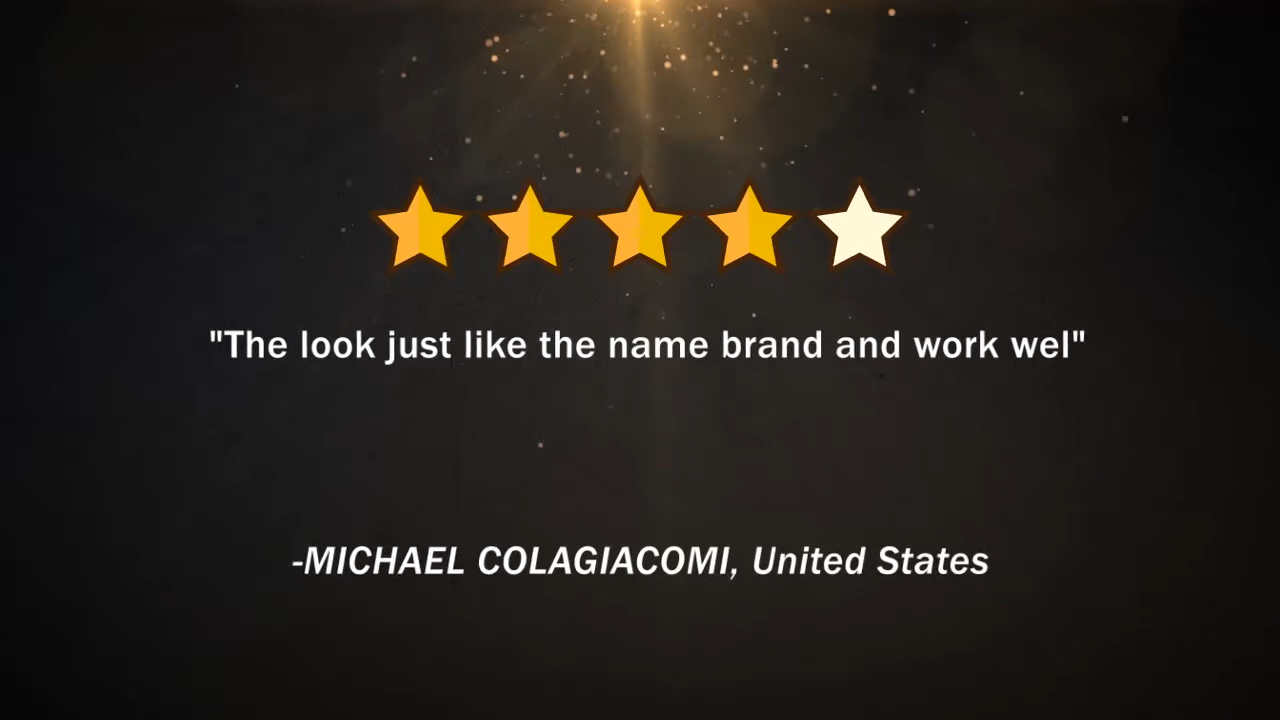 "The look just like the name brand and work wel"
-MICHAEL COLAGIACOMI, United States